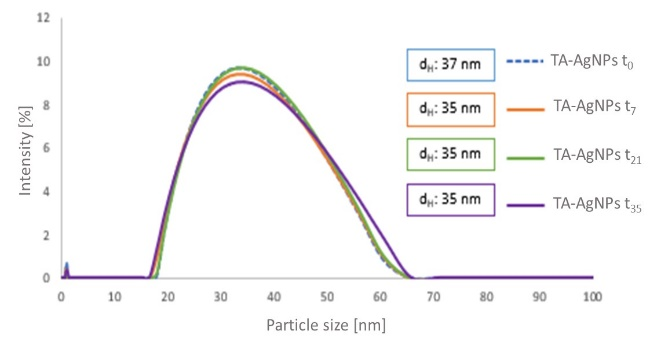 12
10
8
6
4
2
0
Intensity [%]
0 10 20 30 40 50 60 70 80 90 100
Particle size [nm]
dH: 37 nm TA-AgNPs t0
dH: 35 nm TA-AgNPs t7
dH: 35 nm TA-AgNPs t21
dH: 35 nm TA-AgNPs t35